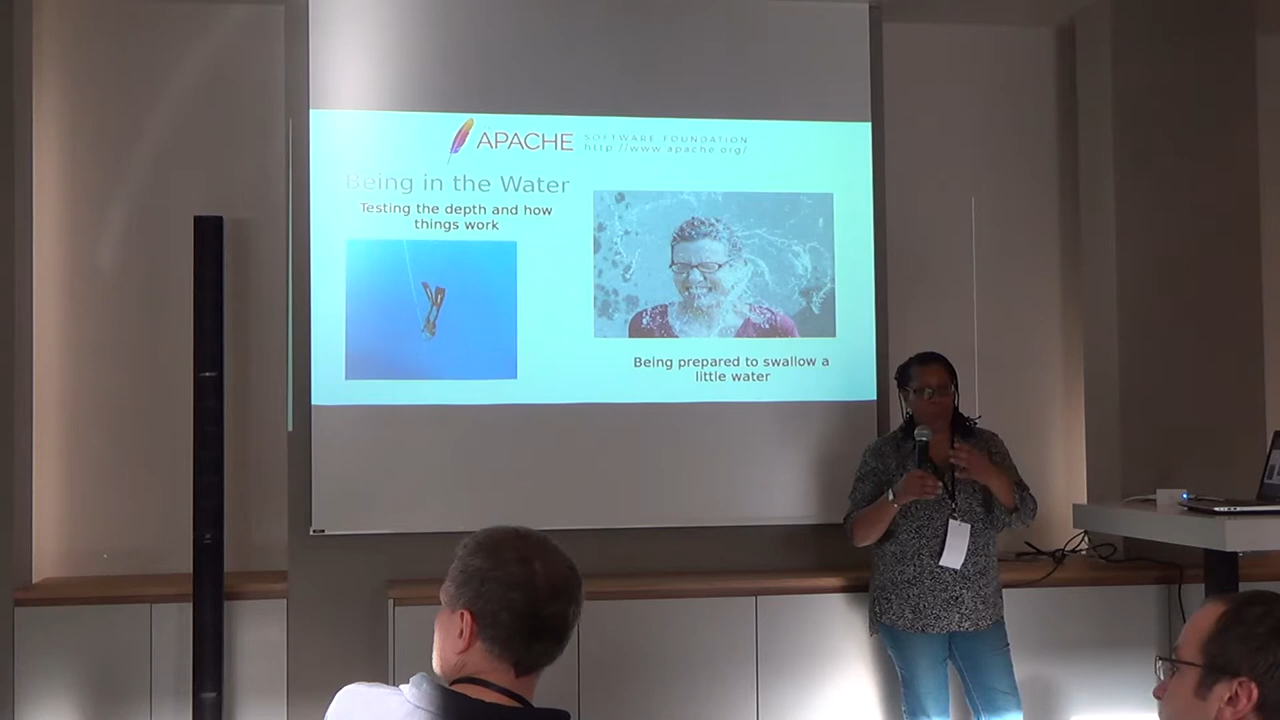 APACHE
SOFTWARE FOUNDATION
http://www.apache.org/
Being in the Water
Testing the depth and how
things work
Being prepared to swallow a
little water